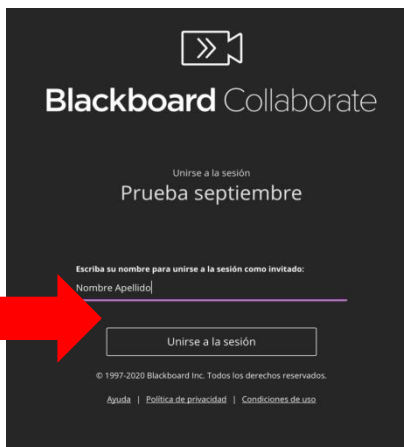 Blackboard Collaborate
Unirse a la sesión
Prueba septiembre
Escriba su nombre para unirse a la sesión como invitado:
Nombre Apellido
Unirse a la sesión
© 1997-2020 Blackboard Inc. Todos los derechos reservados.
Ayuda | Política de privacidad | Condiciones de uso